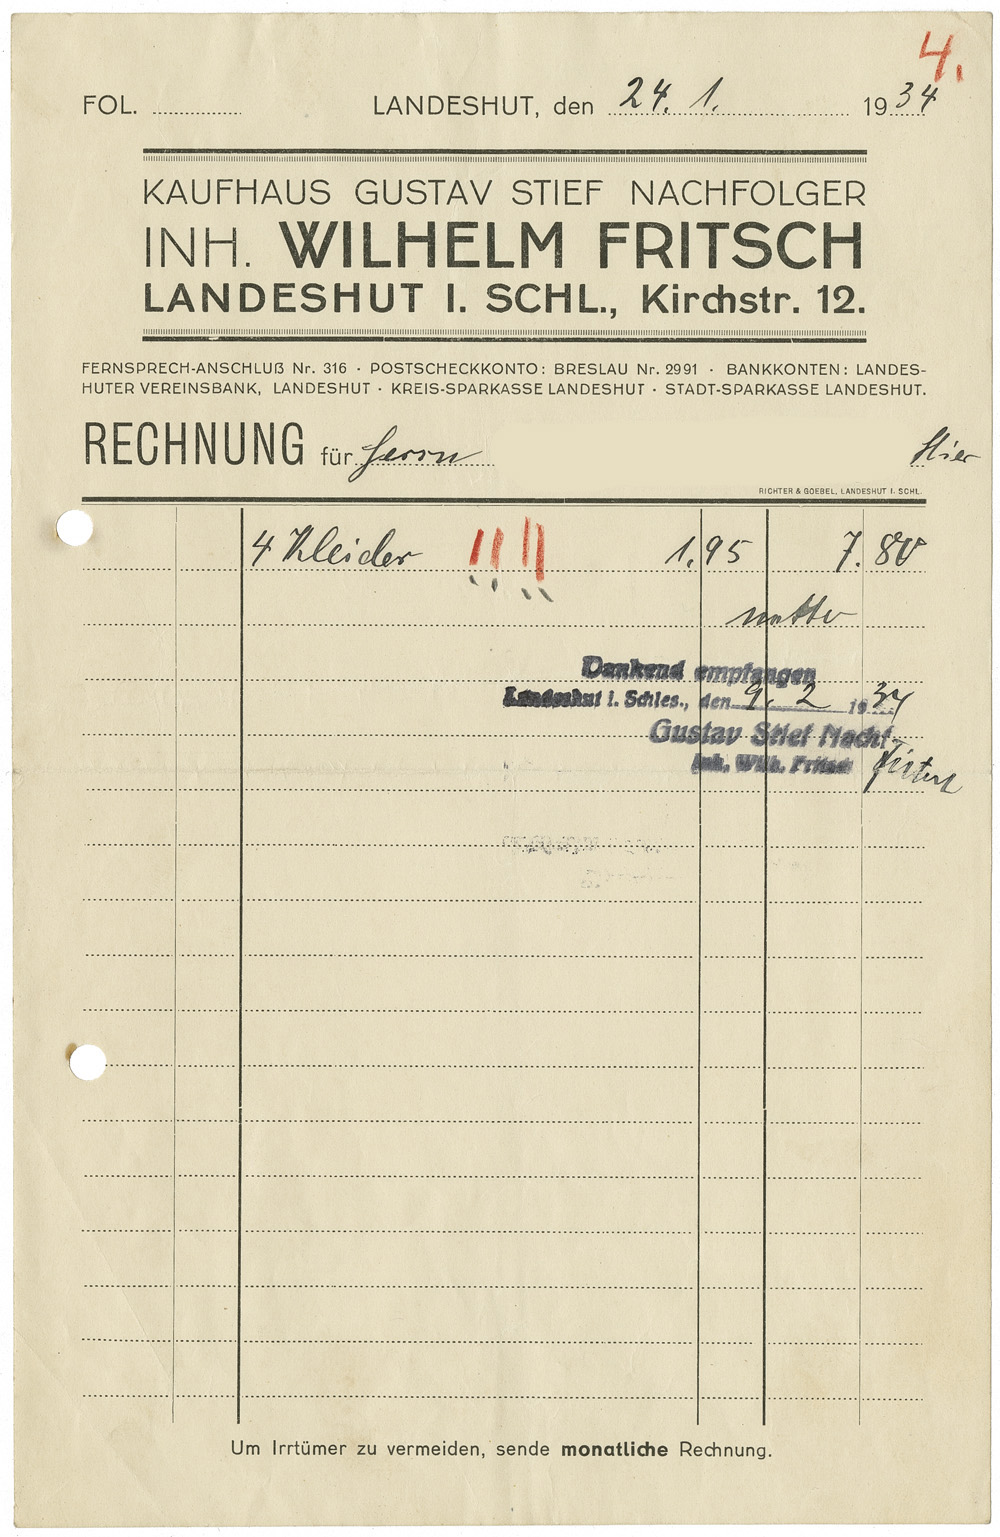 4.
FOL. LANDESHUT, den 24. 1. 1934
KAUFHAUS GUSTAV STIEF NACHFOLGER
INH. WILHELM FRITSCH
LANDESHUT I. SCHL., Kirchstr. 12.
FERNSPRECH-ANSCHLUß Nr. 316 · POSTSCHECKKONTO: BRESLAU Nr. 2991 · BANKKONTEN: LANDES-
HUTER VEREINSBANK, LANDESHUT · KREIS-SPARKASSE LANDESHUT · STADT-SPARKASSE LANDESHUT.
RECHNUNG für Herrn Hier
RICHTER & GOEBEL, LANDESHUT I. SCHL.
4 Kleider 1.95 7.80
netto
Dankend empfangen
Landeshut i. Schles., den 9. 2 1934
Gustav Stief Nachf.
Inh. Wilh. Fritsch
Um Irrtümer zu vermeiden, sende monatliche Rechnung.